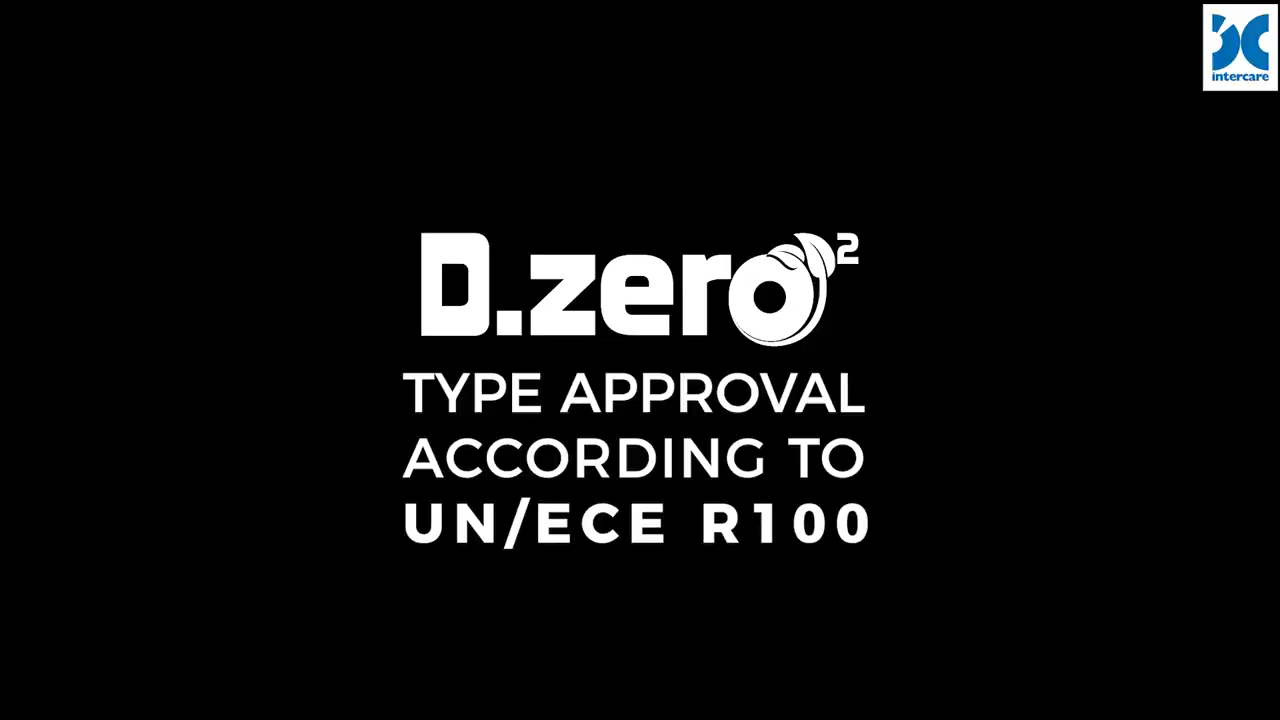 intercare
D.zero²
TYPE APPROVAL
ACCORDING TO
UN/ECE R100